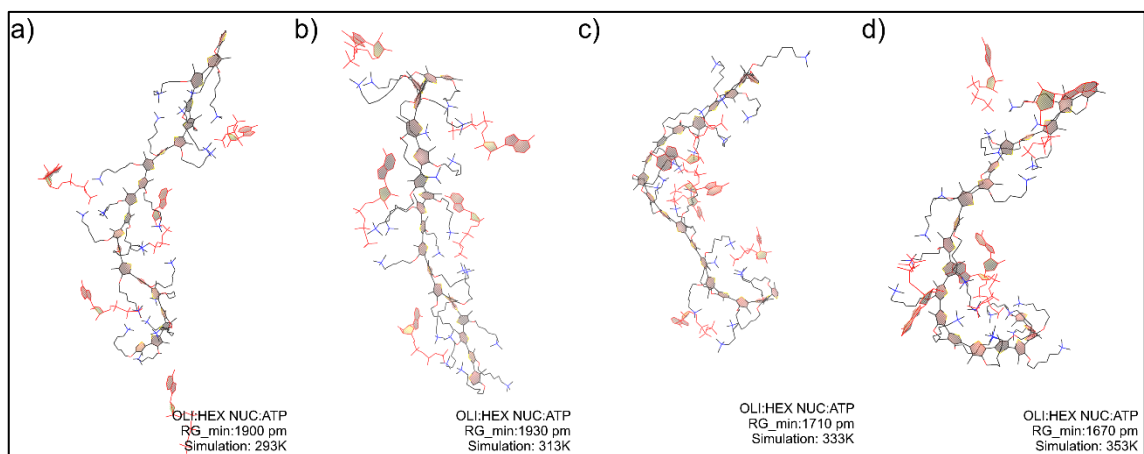 a)
b)
c)
d)
OLI:HEX NUC:ATP
RG_min:1900 pm
Simulation: 293K
OLI:HEX NUC:ATP
RG_min:1930 pm
Simulation: 313K
OLI:HEX NUC:ATP
RG_min:1710 pm
Simulation: 333K
OLI:HEX NUC:ATP
RG_min:1670 pm
Simulation: 353K